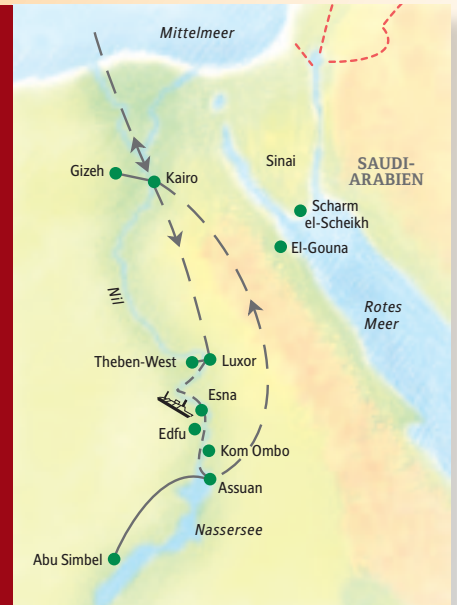 Mittelmeer
Gizeh
Kairo
Sinai
SAUDI-
ARABIEN
Scharm
el-Scheikh
El-Gouna
Nil
Rotes
Meer
Theben-West
Luxor
Esna
Edfu
Kom Ombo
Assuan
Nassersee
Abu Simbel